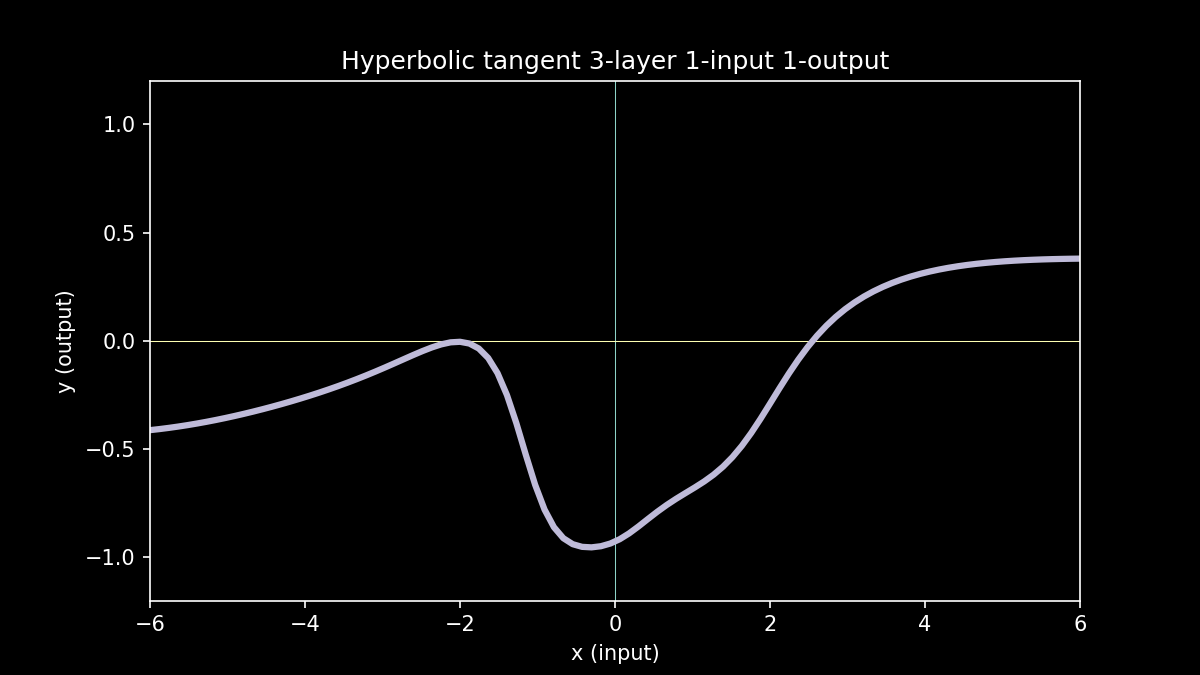 Hyperbolic tangent 3-layer 1-input 1-output
1.0
0.5
0.0
−0.5
−1.0
y (output)
−6 −4 −2 0 2 4 6
x (input)